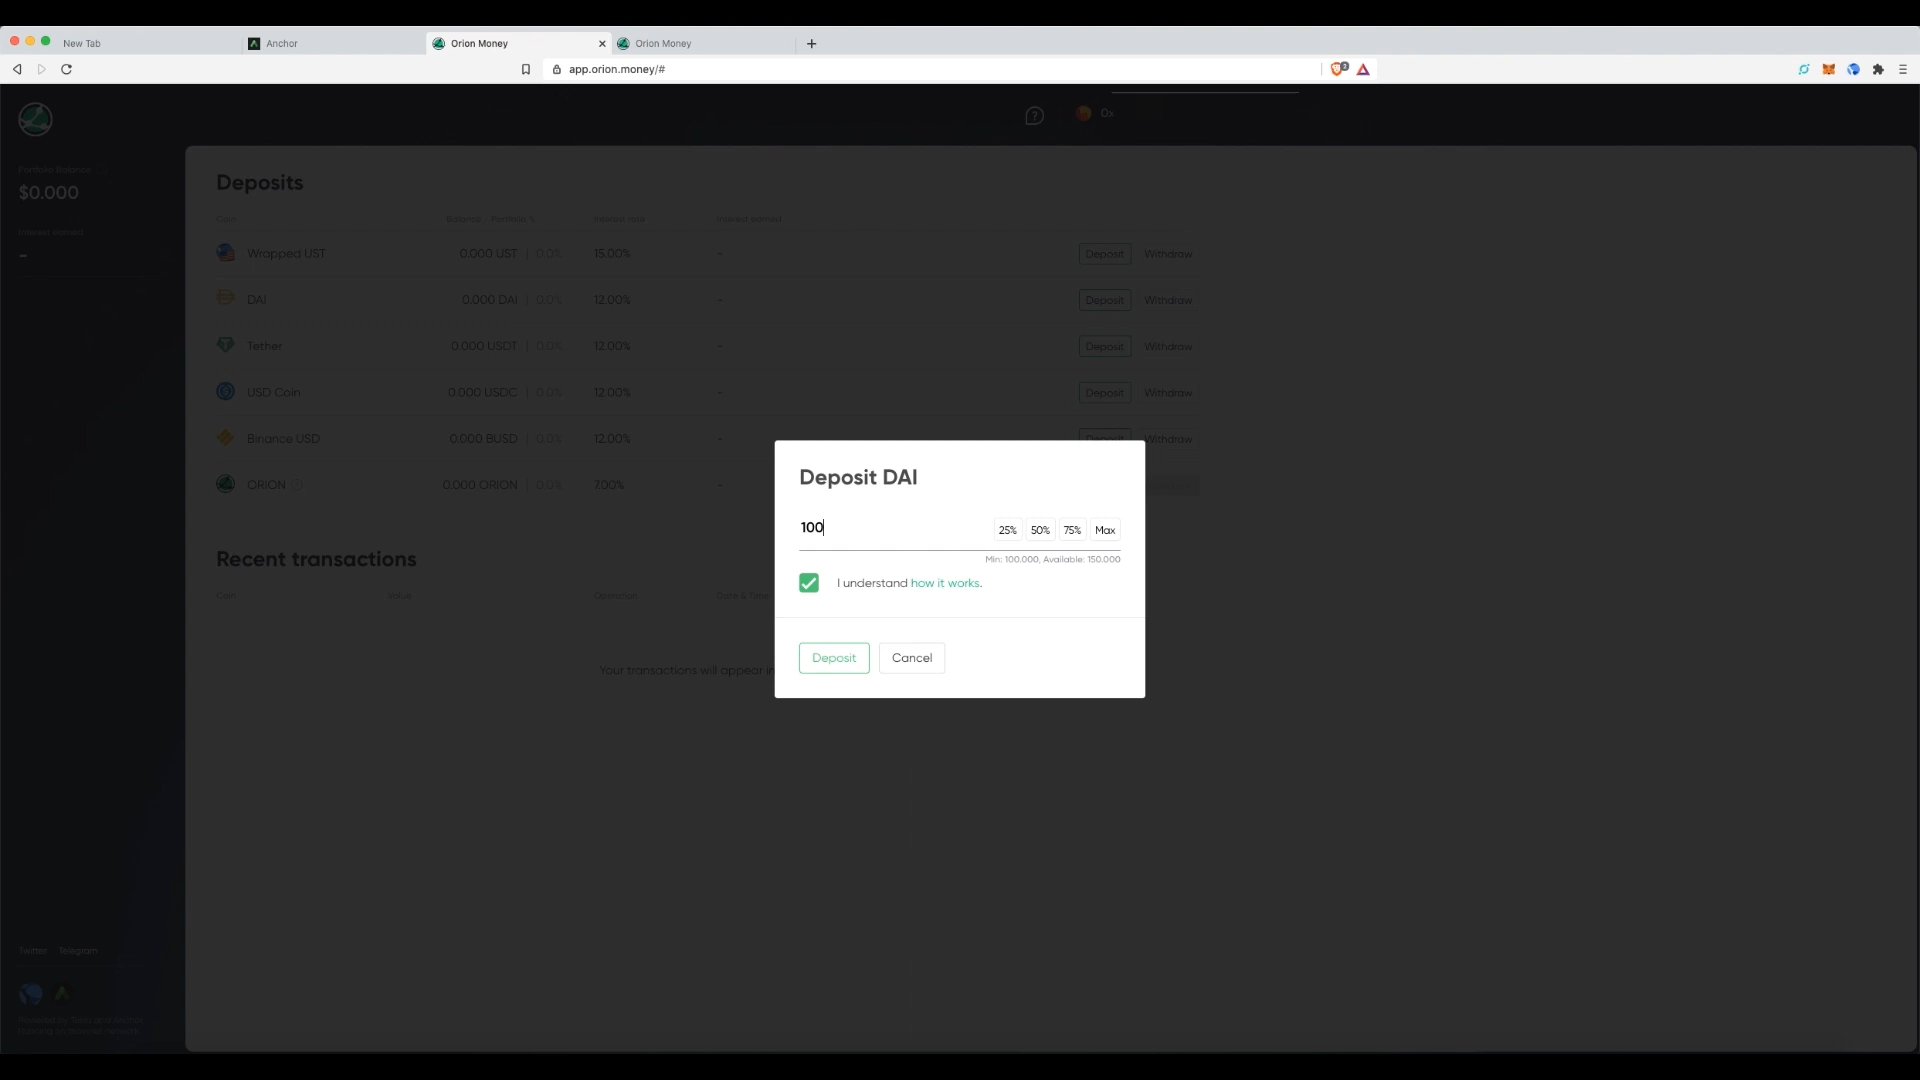 New Tab
Anchor
Orion Money
Orion Money
app.orion.money/#
0x
Portfolio Balance
$0.000
Interest earned
-
Deposits
Coin Balance / Portfolio % Interest rate Interest earned
Wrapped UST 0.000 UST | 0.0% 15.00% - Deposit Withdraw
DAI 0.000 DAI | 0.0% 12.00% - Deposit Withdraw
Tether 0.000 USDT | 0.0% 12.00% - Deposit Withdraw
USD Coin 0.000 USDC | 0.0% 12.00% - Deposit Withdraw
Binance USD 0.000 BUSD | 0.0% 12.00% - Deposit Withdraw
ORION 0.000 ORION | 0.0% 7.00% -
Deposit DAI
100 25% 50% 75% Max
Min: 100.000, Available: 150.000
I understand how it works.
Deposit Cancel
Recent transactions
Coin Value Operation Date & Time
Your transactions will appear in
Twitter Telegram